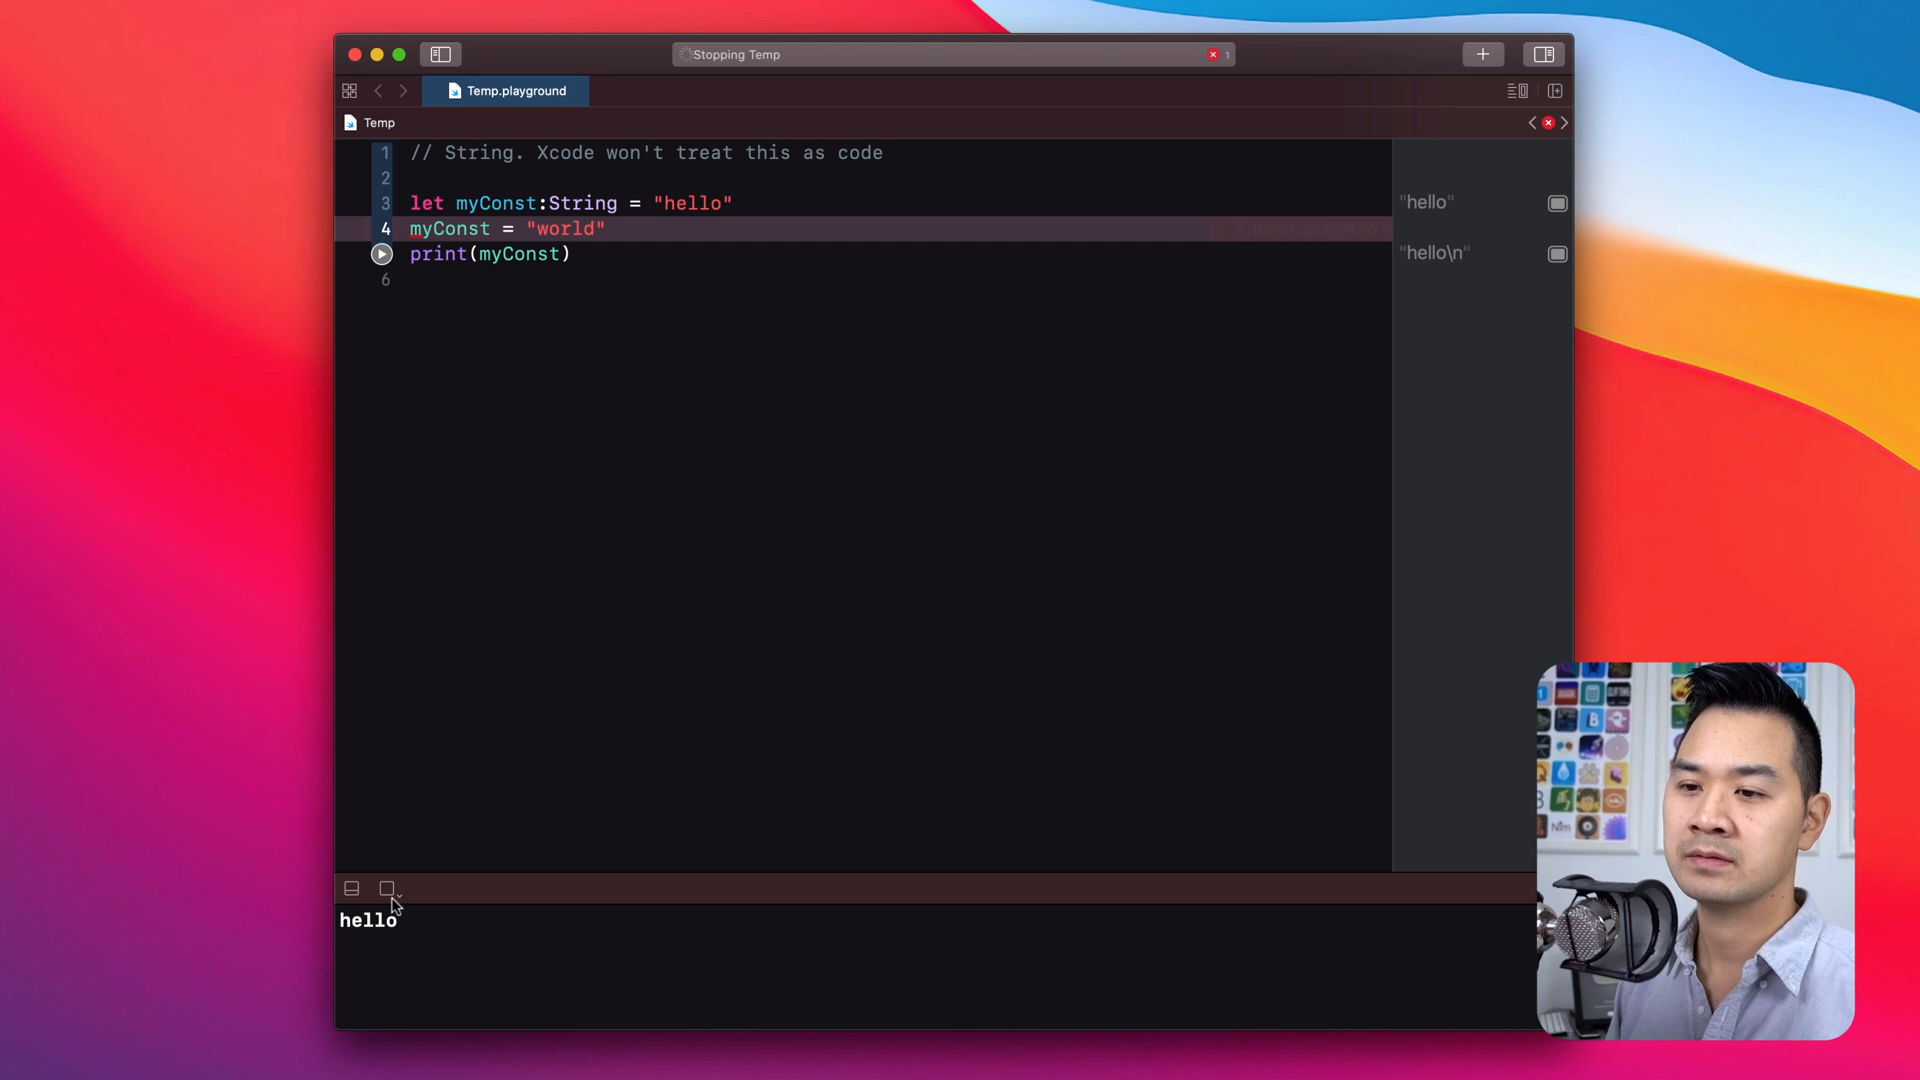 Stopping Temp
1
Temp.playground
Temp
1 // String. Xcode won't treat this as code
2
3 let myConst:String = "hello"
"hello"
4 myConst = "world"
print(myConst)
"hello\n"
6
hello